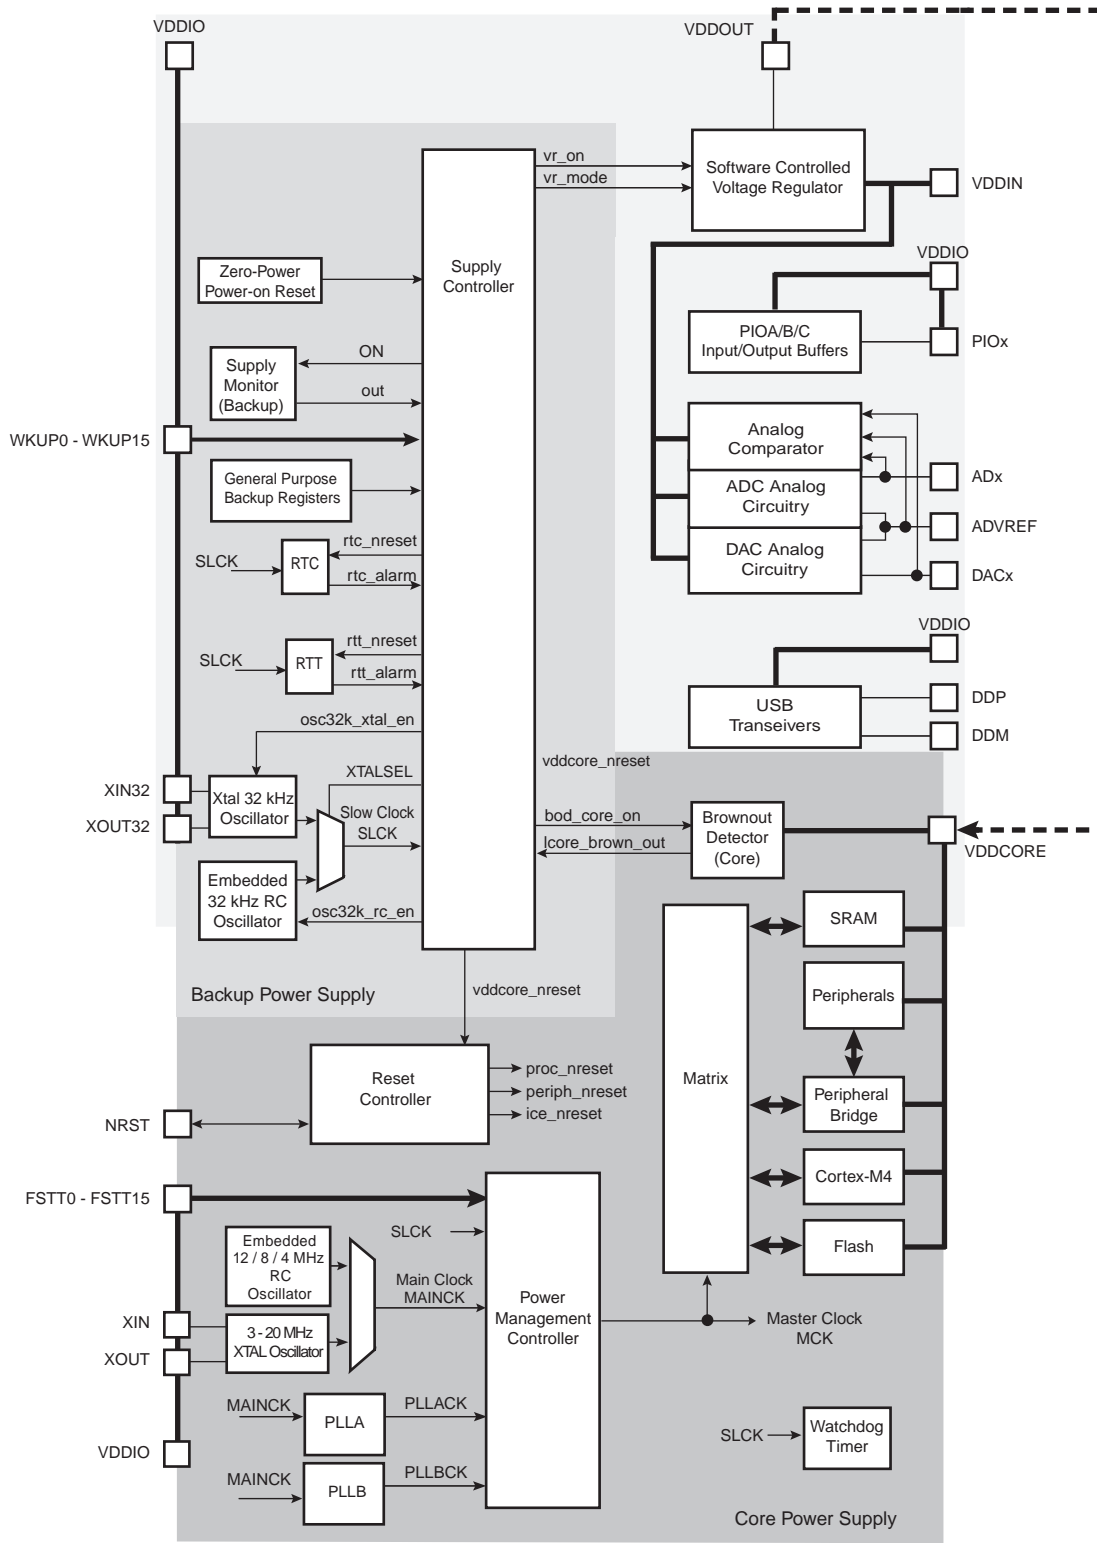 VDDIO
VDDOUT
vr_on
vr_mode
Software Controlled
Voltage Regulator
VDDIN
Supply
Controller
Zero-Power
Power-on Reset
VDDIO
PIOA/B/C
Input/Output Buffers
PIOx
Supply
Monitor
(Backup)
ON
out
WKUP0 - WKUP15
General Purpose
Backup Registers
Analog
Comparator
ADC Analog
Circuitry
DAC Analog
Circuitry
ADx
ADVREF
DACx
SLCK
RTC
rtc_nreset
rtc_alarm
SLCK
RTT
rtt_nreset
rtt_alarm
VDDIO
USB
Transeivers
DDP
DDM
osc32k_xtal_en
XIN32
XOUT32
Xtal 32 kHz
Oscillator
XTALSEL
Slow Clock
SLCK
Embedded
32 kHz RC
Oscillator
osc32k_rc_en
vddcore_nreset
bod_core_on
lcore_brown_out
Brownout
Detector
(Core)
VDDCORE
Backup Power Supply
vddcore_nreset
Matrix
SRAM
Peripherals
Peripheral
Bridge
Cortex-M4
Flash
NRST
Reset
Controller
proc_nreset
periph_nreset
ice_nreset
FSTT0 - FSTT15
SLCK
Embedded
12 / 8 / 4 MHz
RC
Oscillator
Main Clock
MAINCK
XIN
XOUT
3 - 20 MHz
XTAL Oscillator
Power
Management
Controller
Master Clock
MCK
MAINCK
PLLA
PLLACK
VDDIO
MAINCK
PLLB
PLLBCK
SLCK
Watchdog
Timer
Core Power Supply